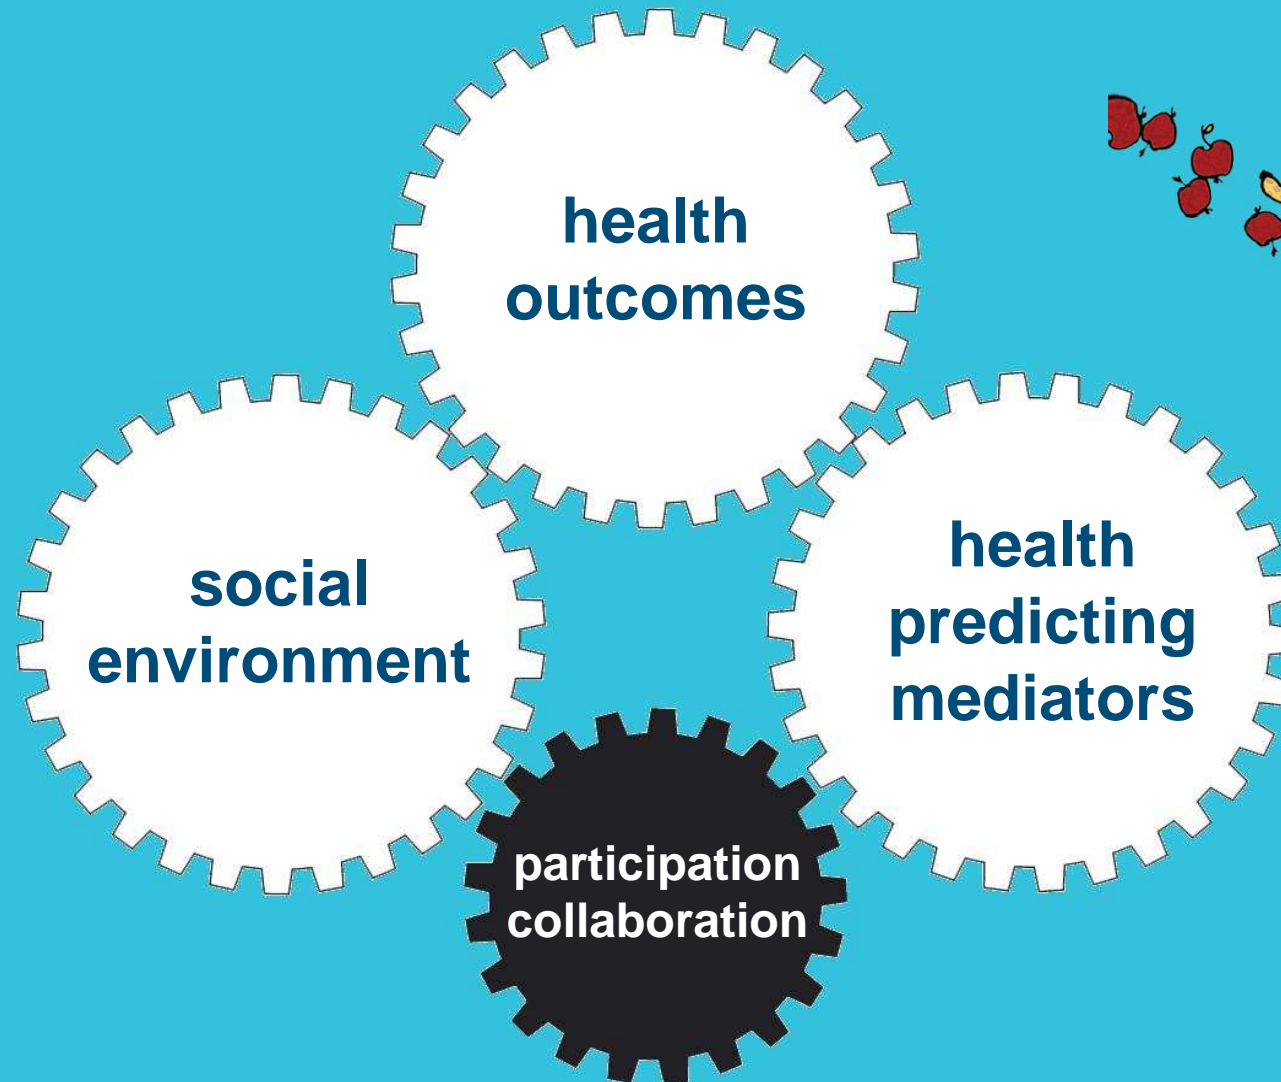 health
outcomes
social
environment
health
predicting
mediators
participation
collaboration